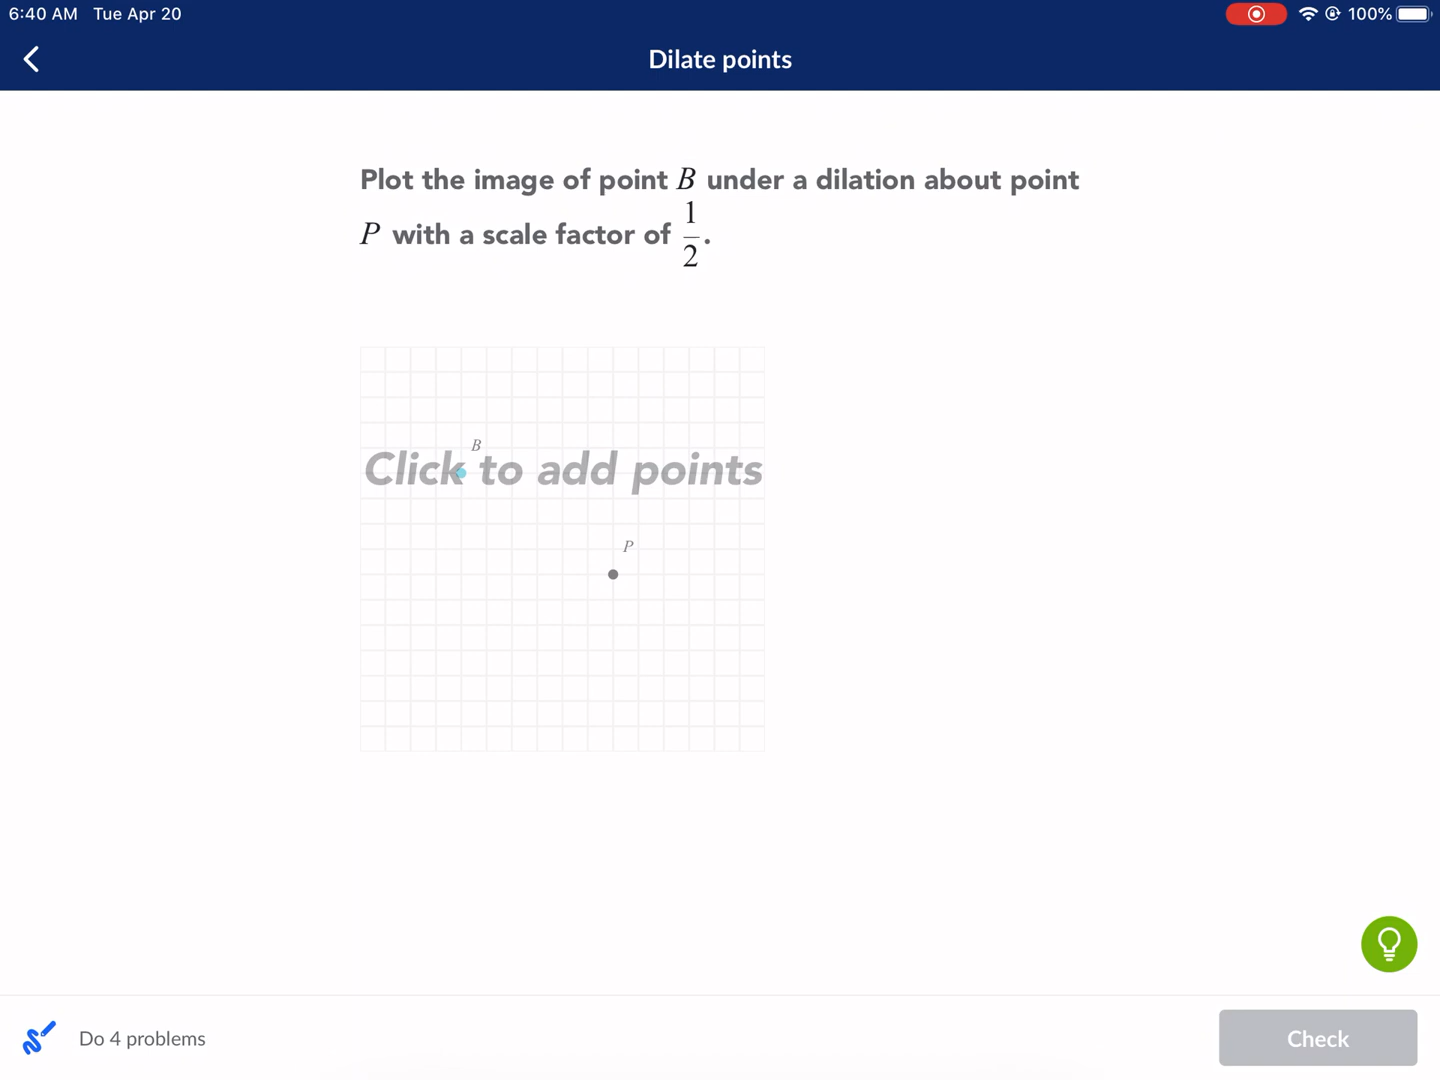 6:40 AM Tue Apr 20 100%
Dilate points
Plot the image of point B under a dilation about point
P with a scale factor of 1/2.
B
Click to add points
P
Do 4 problems
Check